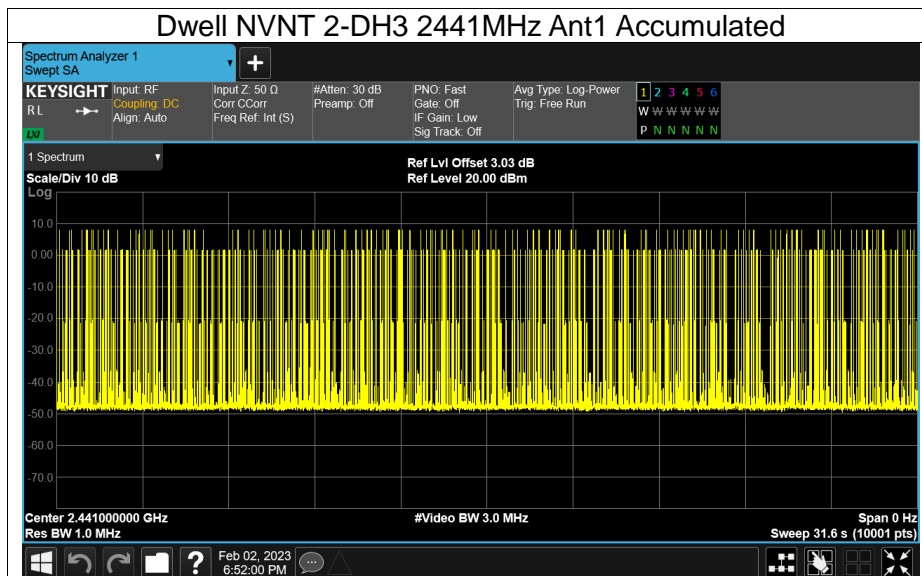 Dwell NVNT 2-DH3 2441MHz Ant1 Accumulated
Spectrum Analyzer 1
Swept SA
KEYSIGHT
RL
LXI
Input: RF
Coupling: DC
Align: Auto
Input Z: 50 Ω
Corr CCorr
Freq Ref: Int (S)
#Atten: 30 dB
Preamp: Off
PNO: Fast
Gate: Off
IF Gain: Low
Sig Track: Off
Avg Type: Log-Power
Trig: Free Run
1 2 3 4 5 6
W W W W W W
P N N N N N
1 Spectrum
Scale/Div 10 dB
Ref Lvl Offset 3.03 dB
Ref Level 20.00 dBm
Log
10.0
0.00
-10.0
-20.0
-30.0
-40.0
-50.0
-60.0
-70.0
Center 2.441000000 GHz
#Video BW 3.0 MHz
Span 0 Hz
Res BW 1.0 MHz
Sweep 31.6 s (10001 pts)
Feb 02, 2023
6:52:00 PM